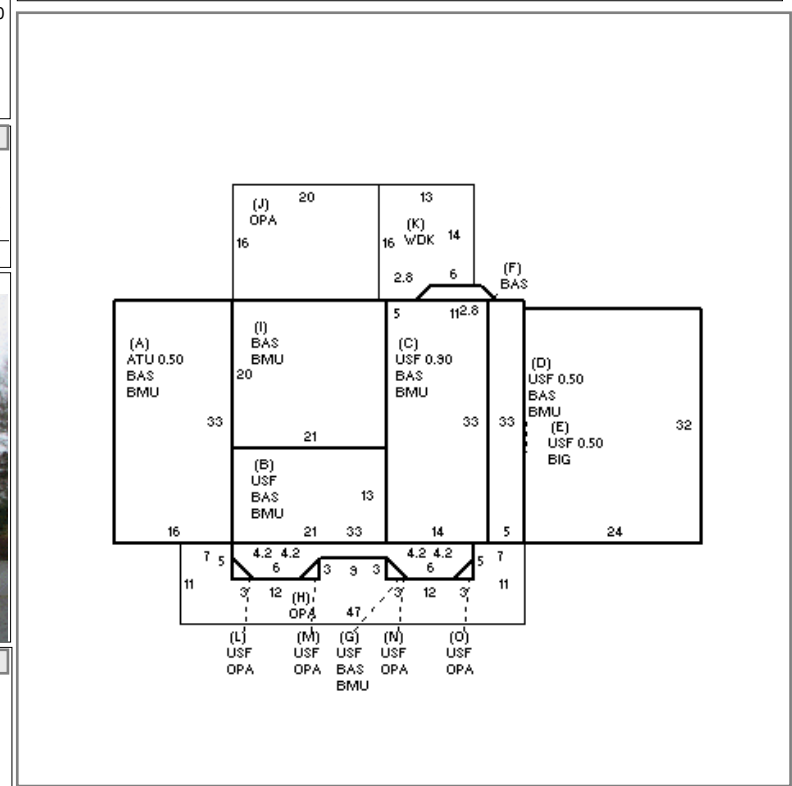 20
13
(J)
OPA
16
(K)
16 WDK
14
2.8
6
(F)
BAS
5
11 2.8
(A)
ATU 0.50
BAS
BMU
33
16
(I)
BAS
BMU
20
21
(B)
USF
BAS
BMU
13
21
33
(C)
USF 0.90
BAS
BMU
33
14
33
5
(D)
USF 0.50
BAS
BMU
(E)
USF 0.50
BIG
32
24
7
5
4.2 4.2
6
3
9
3
4.2 4.2
6
5
7
11
3
12
(H)
OPA
47
3
12
3
11
(L)
USF
OPA
(M)
USF
OPA
(G)
USF
BAS
BMU
(N)
USF
OPA
(O)
USF
OPA